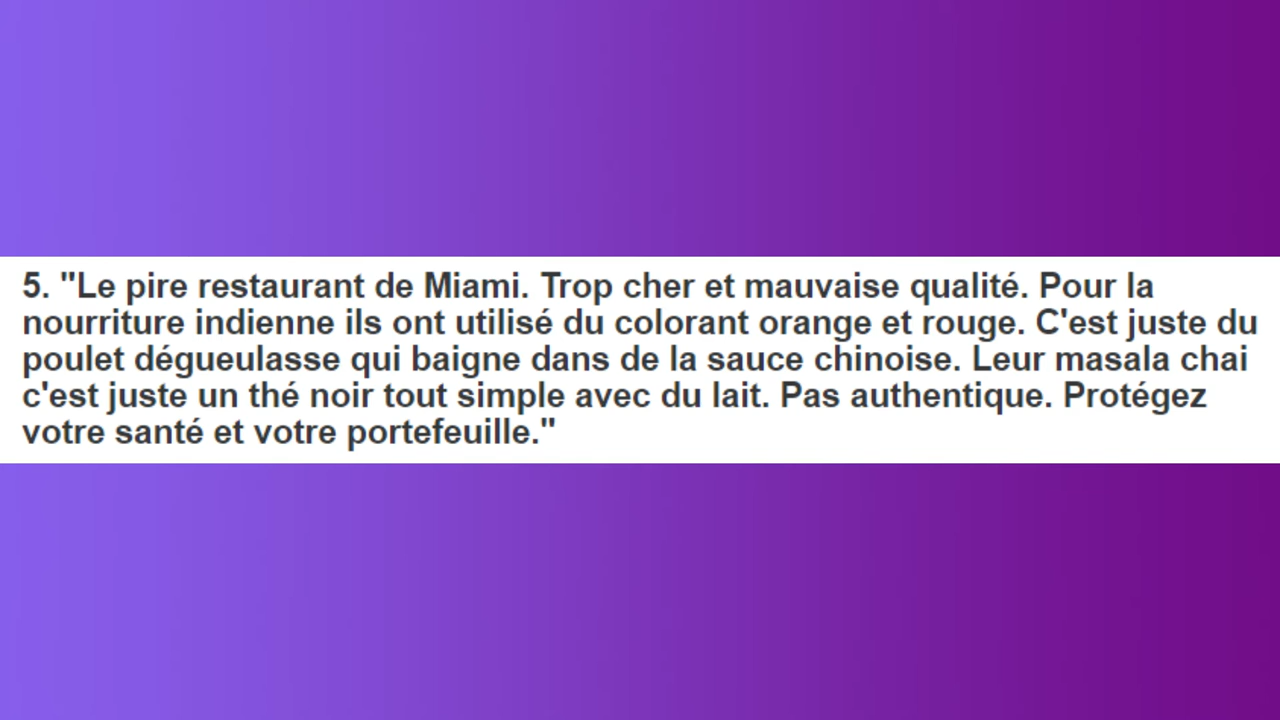 5. "Le pire restaurant de Miami. Trop cher et mauvaise qualité. Pour la
nourriture indienne ils ont utilisé du colorant orange et rouge. C'est juste du
poulet dégueulasse qui baigne dans de la sauce chinoise. Leur masala chai
c'est juste un thé noir tout simple avec du lait. Pas authentique. Protégez
votre santé et votre portefeuille."